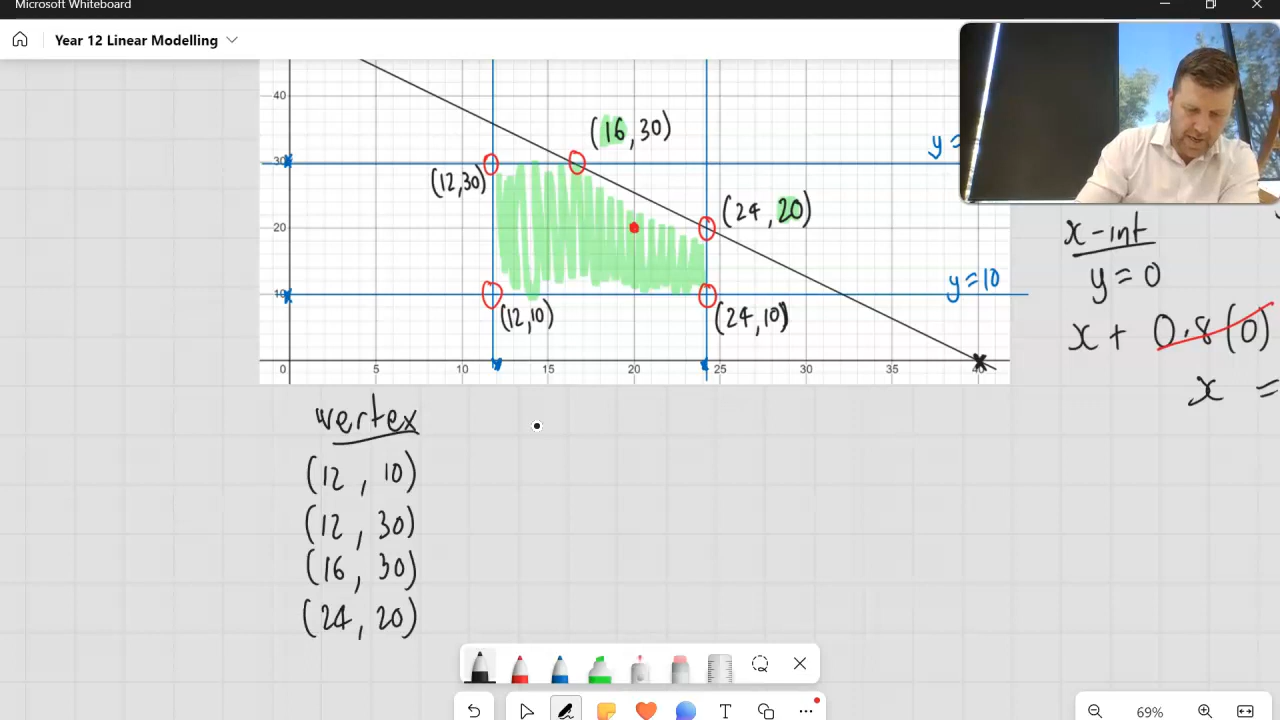 Microsoft Whiteboard
Year 12 Linear Modelling
40
(16, 30)
30
y=
(12,30)
(24, 20)
20
x-int
y=0
y=10
10
(12,10)
(24,10)
x + 0.8(0)
0 5 10 15 20 25 30 40
x =
vertex
(12, 10)
(12, 30)
(16, 30)
(24, 20)
T
69%